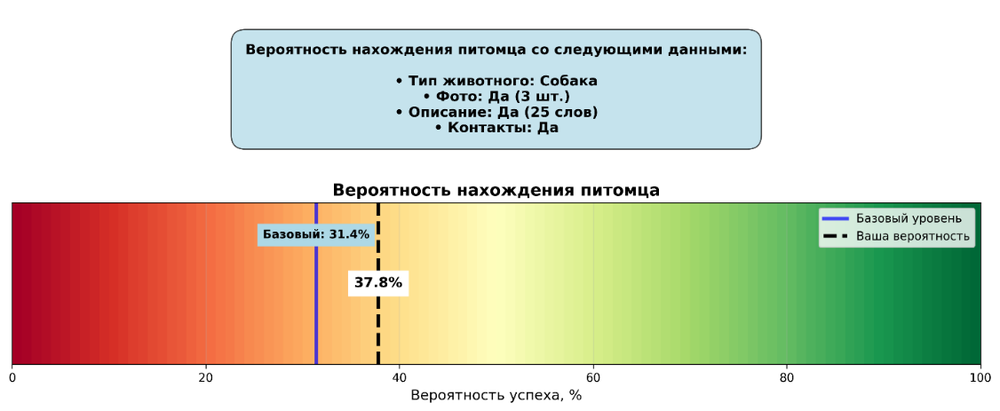 Вероятность нахождения питомца со следующими данными:
• Тип животного: Собака
• Фото: Да (3 шт.)
• Описание: Да (25 слов)
• Контакты: Да
Вероятность нахождения питомца
Базовый уровень
Ваша вероятность
Базовый: 31.4%
37.8%
0 20 40 60 80 100
Вероятность успеха, %